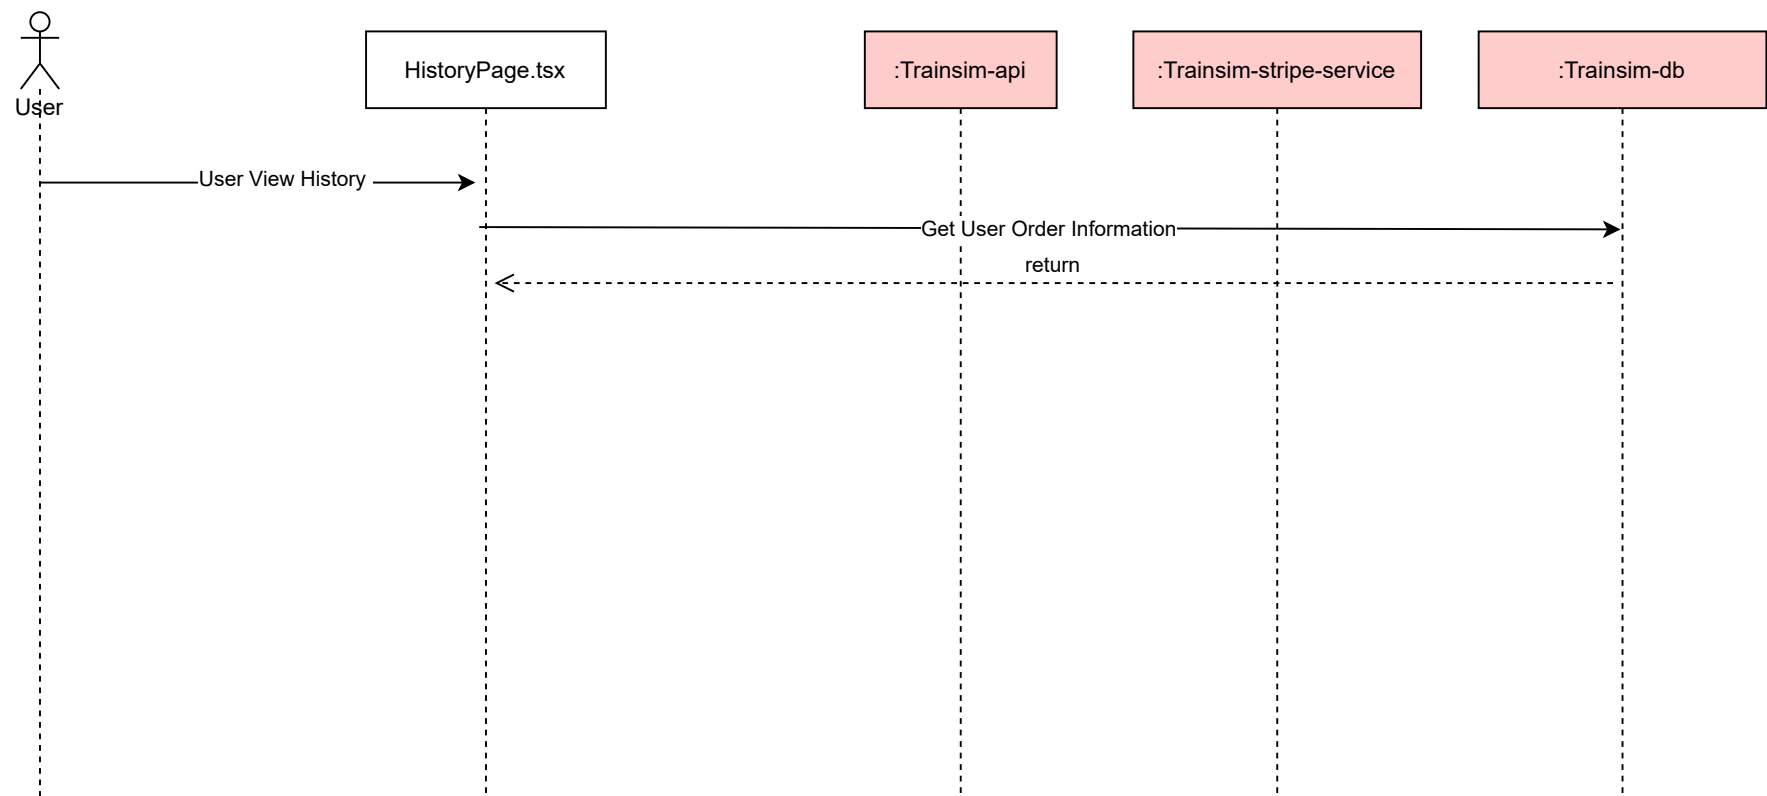 User
HistoryPage.tsx
:Trainsim-api
:Trainsim-stripe-service
:Trainsim-db
User View History
Get User Order Information
return